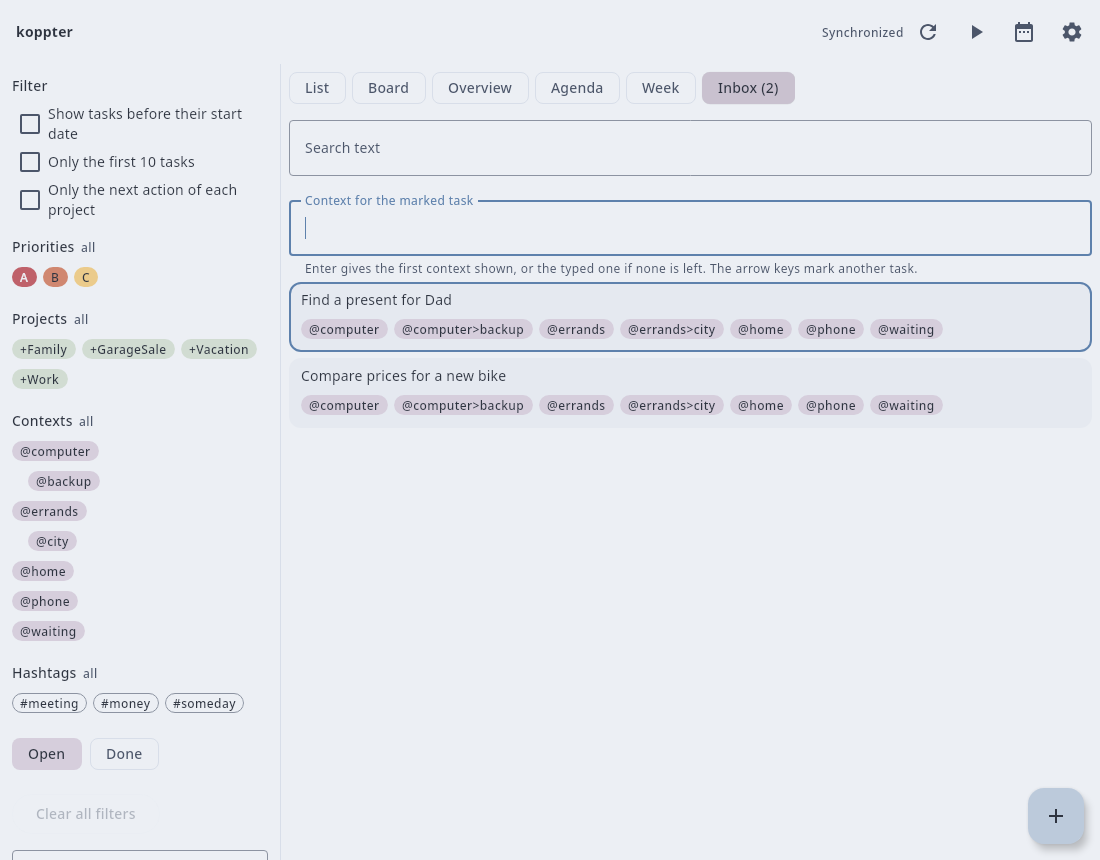 koppter
Synchronized
Filter
Show tasks before their start
date
Only the first 10 tasks
Only the next action of each
project
Priorities all
A B C
Projects all
+Family +GarageSale +Vacation
+Work
Contexts all
@computer
@backup
@errands
@city
@home
@phone
@waiting
Hashtags all
#meeting #money #someday
Open Done
Clear all filters
List Board Overview Agenda Week Inbox (2)
Search text
Context for the marked task
Enter gives the first context shown, or the typed one if none is left. The arrow keys mark another task.
Find a present for Dad
@computer @computer>backup @errands @errands>city @home @phone @waiting
Compare prices for a new bike
@computer @computer>backup @errands @errands>city @home @phone @waiting
+